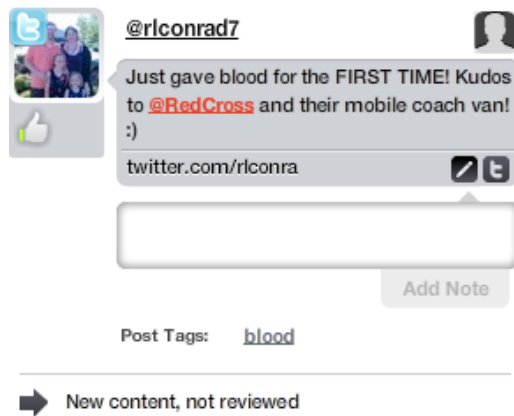 @rlconrad7
Just gave blood for the FIRST TIME! Kudos
to @RedCross and their mobile coach van!
:)
twitter.com/rlconra
Add Note
Post Tags: blood
New content, not reviewed